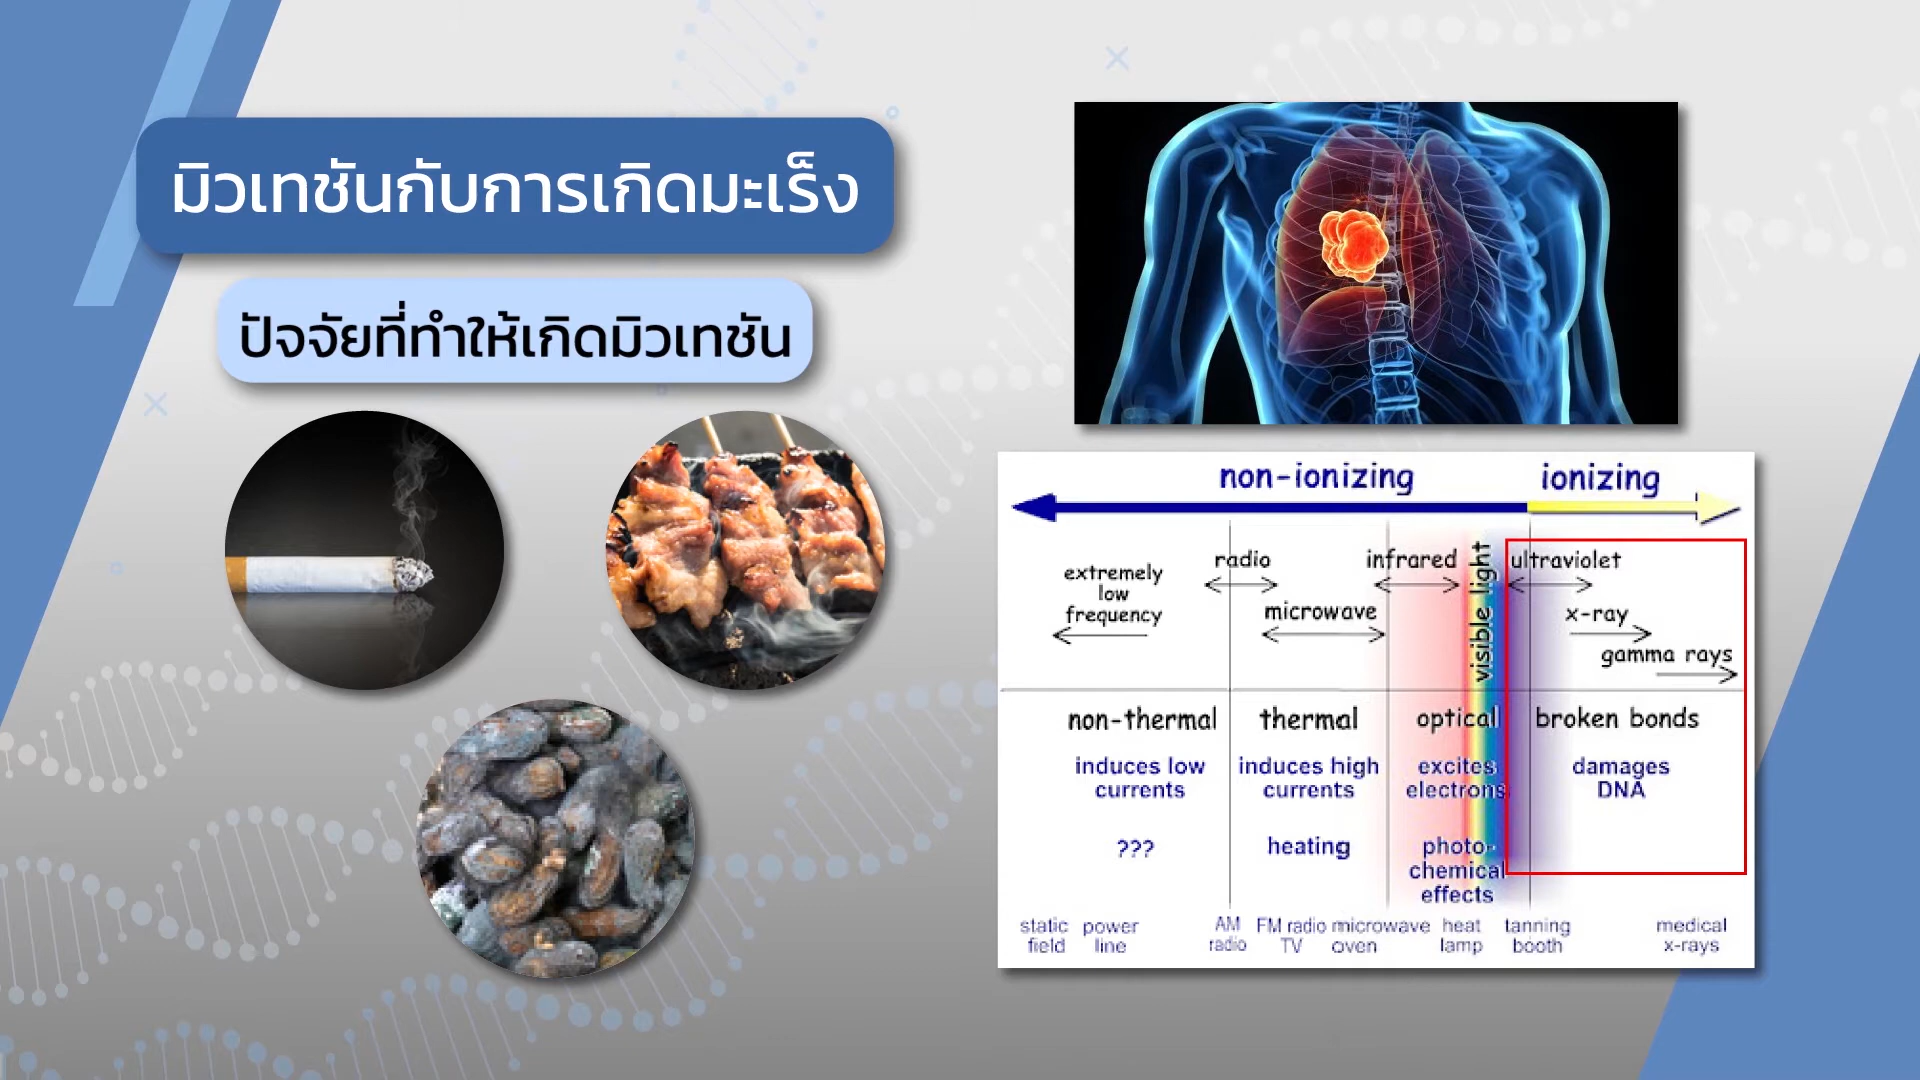 มิวเทชันกับการเกิดมะเร็ง
ปัจจัยที่ทำให้เกิดมิวเทชัน
non-ionizing
ionizing
extremely
low
frequency
radio
microwave
infrared
visible light
ultraviolet
x-ray
gamma rays
non-thermal
thermal
optical
broken bonds
induces low
currents
induces high
currents
excites
electrons
damages
DNA
???
heating
photo-
chemical
effects
static
field
power
line
AM
radio
FM radio
TV
microwave
oven
heat
lamp
tanning
booth
medical
x-rays